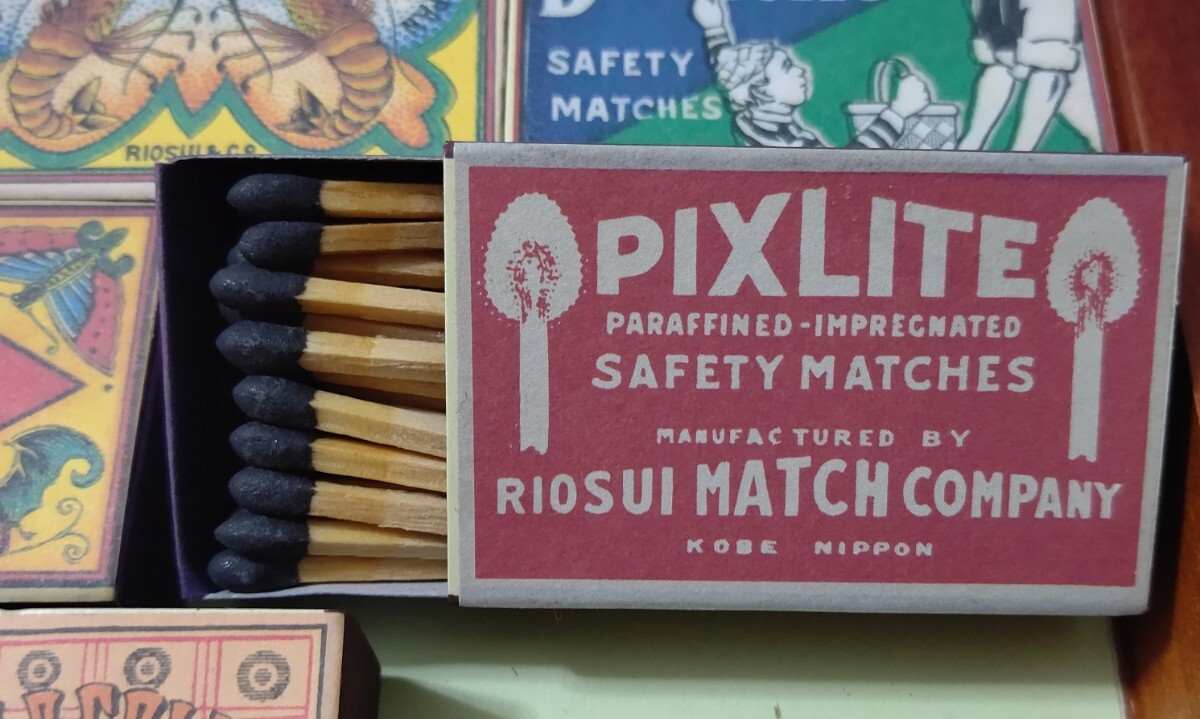 SAFETY
MATCHES
RIOSUI & CO
PIXLITE
PARAFFINED-IMPREGNATED
SAFETY MATCHES
MANUFACTURED BY
RIOSUI MATCH COMPANY
KOBE NIPPON